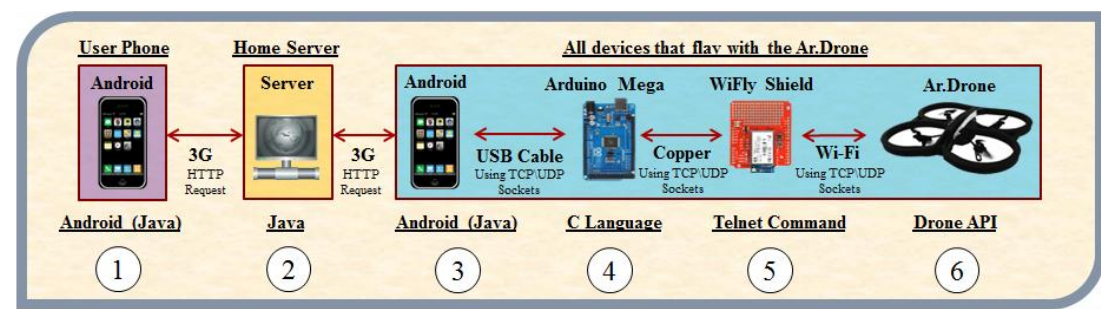 User Phone
Home Server
All devices that flay with the Ar.Drone
Android
Server
Android
Arduino Mega
WiFly Shield
Ar.Drone
3G
HTTP
Request
3G
HTTP
Request
USB Cable
Using TCP\UDP
Sockets
Copper
Using TCP\UDP
Sockets
Wi-Fi
Using TCP\UDP
Sockets
Android (Java)
Java
Android (Java)
C Language
Telnet Command
Drone API
1
2
3
4
5
6